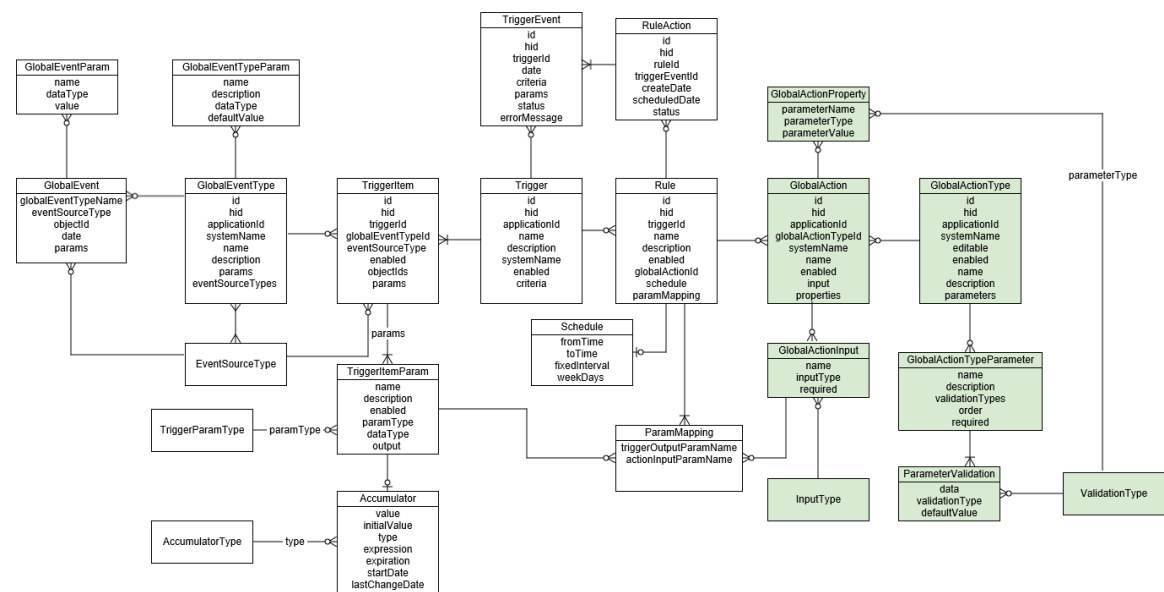 TriggerEvent
id
hid
triggerId
date
criteria
params
status
errorMessage
RuleAction
id
hid
ruleId
triggerEventId
createDate
scheduledDate
status
GlobalEventParam
name
dataType
value
GlobalEventTypeParam
name
description
dataType
defaultValue
GlobalActionProperty
parameterName
parameterType
parameterValue
parameterType
GlobalEvent
globalEventTypeName
eventSourceType
objectId
date
params
GlobalEventType
id
hid
applicationId
systemName
name
description
params
eventSourceTypes
TriggerItem
id
hid
triggerId
globalEventTypeId
eventSourceType
enabled
objectIds
params
Trigger
id
hid
applicationId
name
description
systemName
enabled
criteria
Rule
id
hid
triggerId
name
description
enabled
globalActionId
schedule
paramMapping
GlobalAction
id
hid
applicationId
globalActionTypeId
systemName
name
enabled
input
properties
GlobalActionType
id
hid
applicationId
systemName
editable
enabled
name
description
parameters
EventSourceType
params
Schedule
fromTime
toTime
fixedInterval
weekDays
GlobalActionInput
name
inputType
required
GlobalActionTypeParameter
name
description
validationTypes
order
required
TriggerItemParam
name
description
enabled
paramType
dataType
output
TriggerParamType
paramType
ParamMapping
triggerOutputParamName
actionInputParamName
InputType
ParameterValidation
data
validationType
defaultValue
ValidationType
Accumulator
value
initialValue
type
expression
expiration
startDate
lastChangeDate
AccumulatorType
type